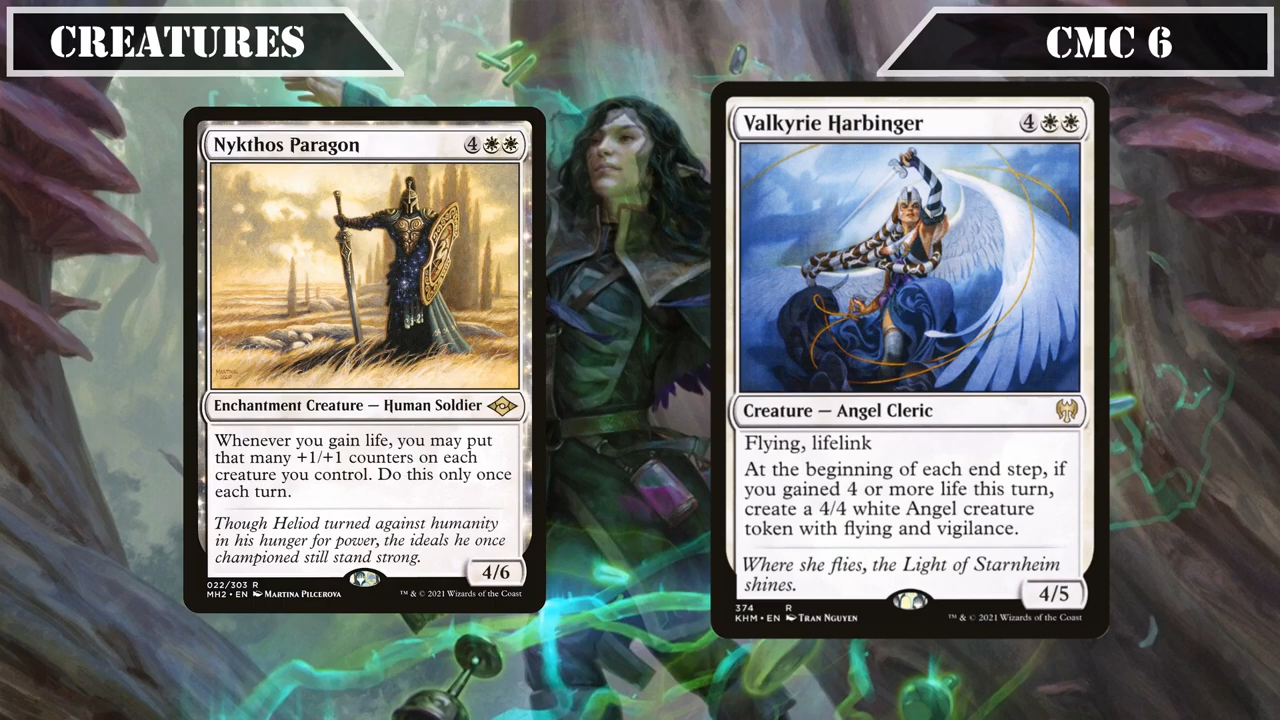 CREATURES
CMC 6
Nykthos Paragon 4
Enchantment Creature — Human Soldier
Whenever you gain life, you may put
that many +1/+1 counters on each
creature you control. Do this only once
each turn.
Though Heliod turned against humanity
in his hunger for power, the ideals he once
championed still stand strong.
4/6
022/303 R
MH2 • EN Martina Pilcerova
™ & © 2021 Wizards of the Coast
Valkyrie Harbinger 4
Creature — Angel Cleric
Flying, lifelink
At the beginning of each end step, if
you gained 4 or more life this turn,
create a 4/4 white Angel creature
token with flying and vigilance.
Where she flies, the Light of Starnheim
shines.
4/5
374 R
KHM • EN Tran Nguyen
™ & © 2021 Wizards of the Coast